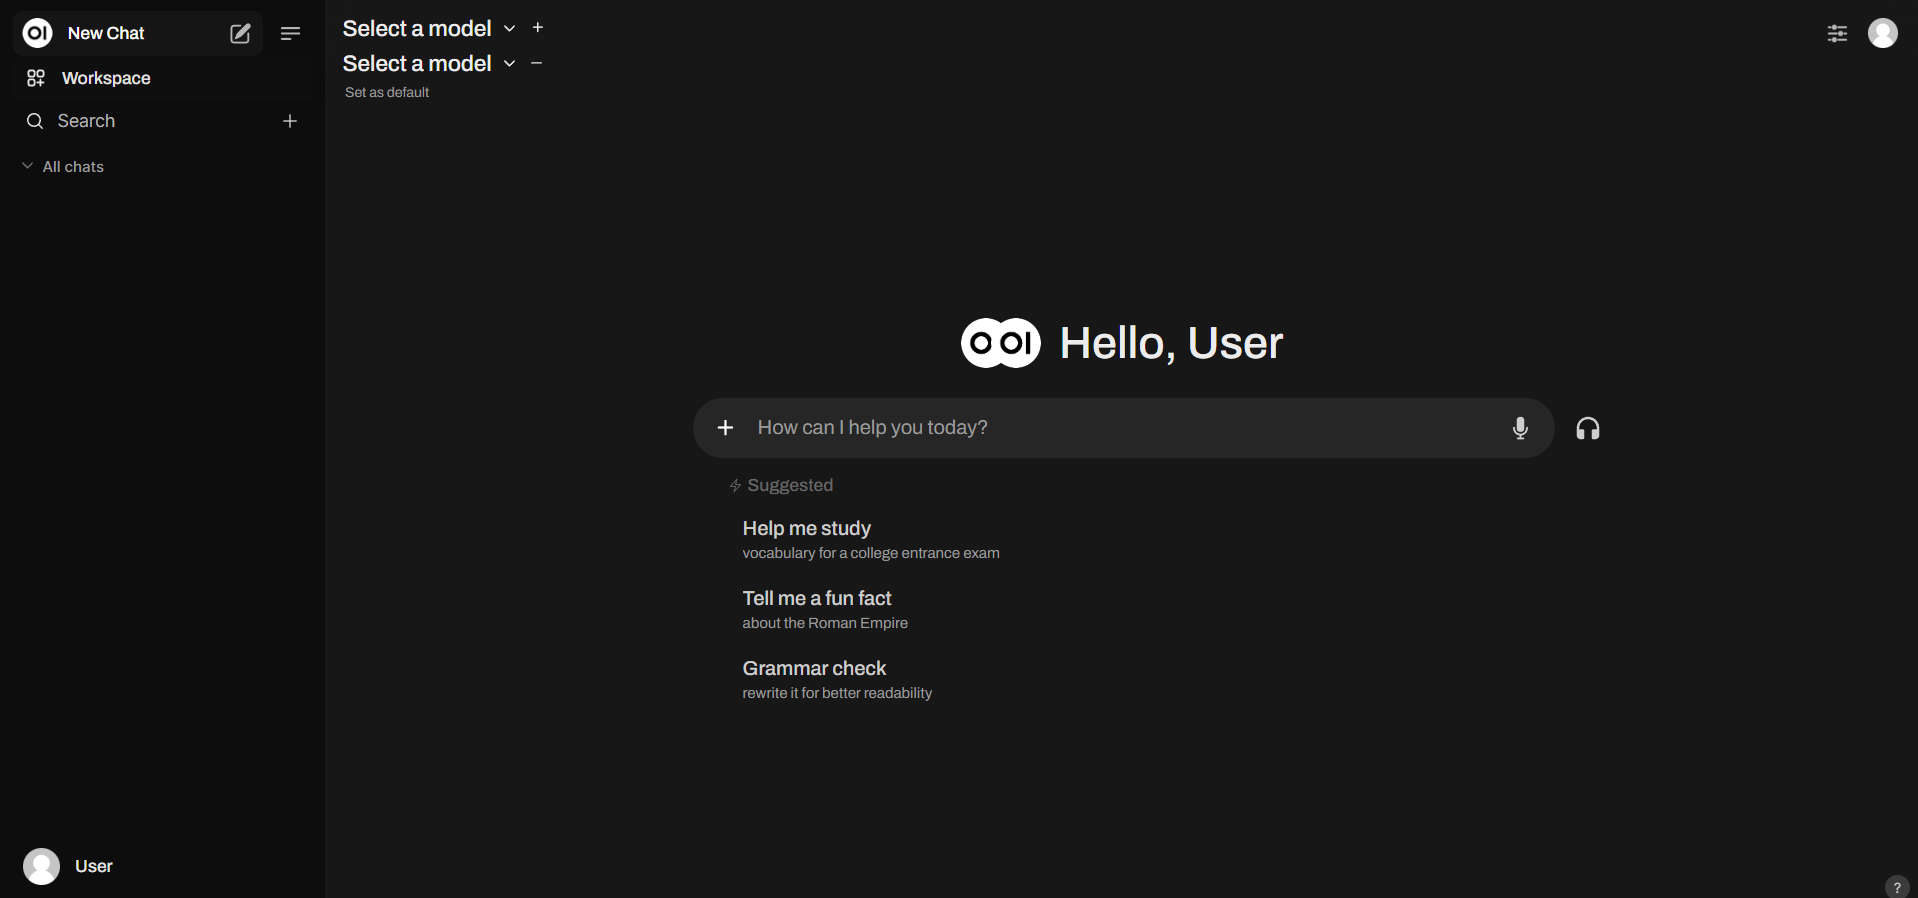 OI New Chat
Workspace
Search
All chats
User
Select a model
Select a model
Set as default
O OI Hello, User
How can I help you today?
Suggested
Help me study
vocabulary for a college entrance exam
Tell me a fun fact
about the Roman Empire
Grammar check
rewrite it for better readability
?